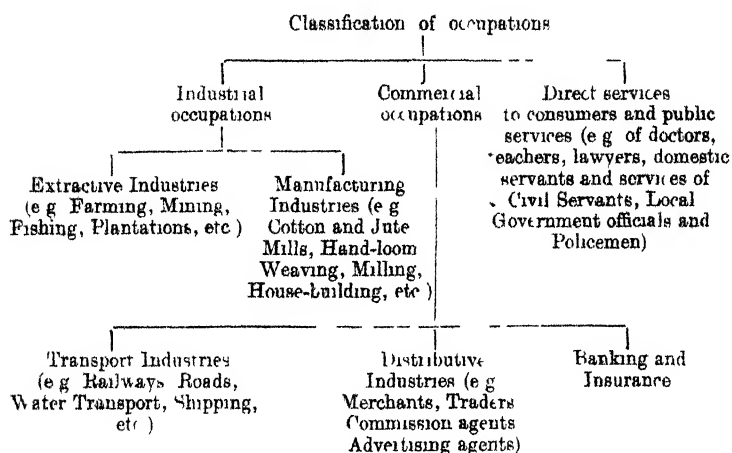 Classification of occupations
Industrial
occupations
Commercial
occupations
Direct services
to consumers and public
services (e g of doctors,
teachers, lawyers, domestic
servants and services of
Civil Servants, Local
Government officials and
Policemen)
Extractive Industries
(e g Farming, Mining,
Fishing, Plantations, etc )
Manufacturing
Industries (e g
Cotton and Jute
Mills, Hand-loom
Weaving, Milling,
House-building, etc )
Transport Industries
(e g Railways Roads,
Water Transport, Shipping,
etc )
Distributive
Industries (e g
Merchants, Traders
Commission agents
Advertising agents)
Banking and
Insurance